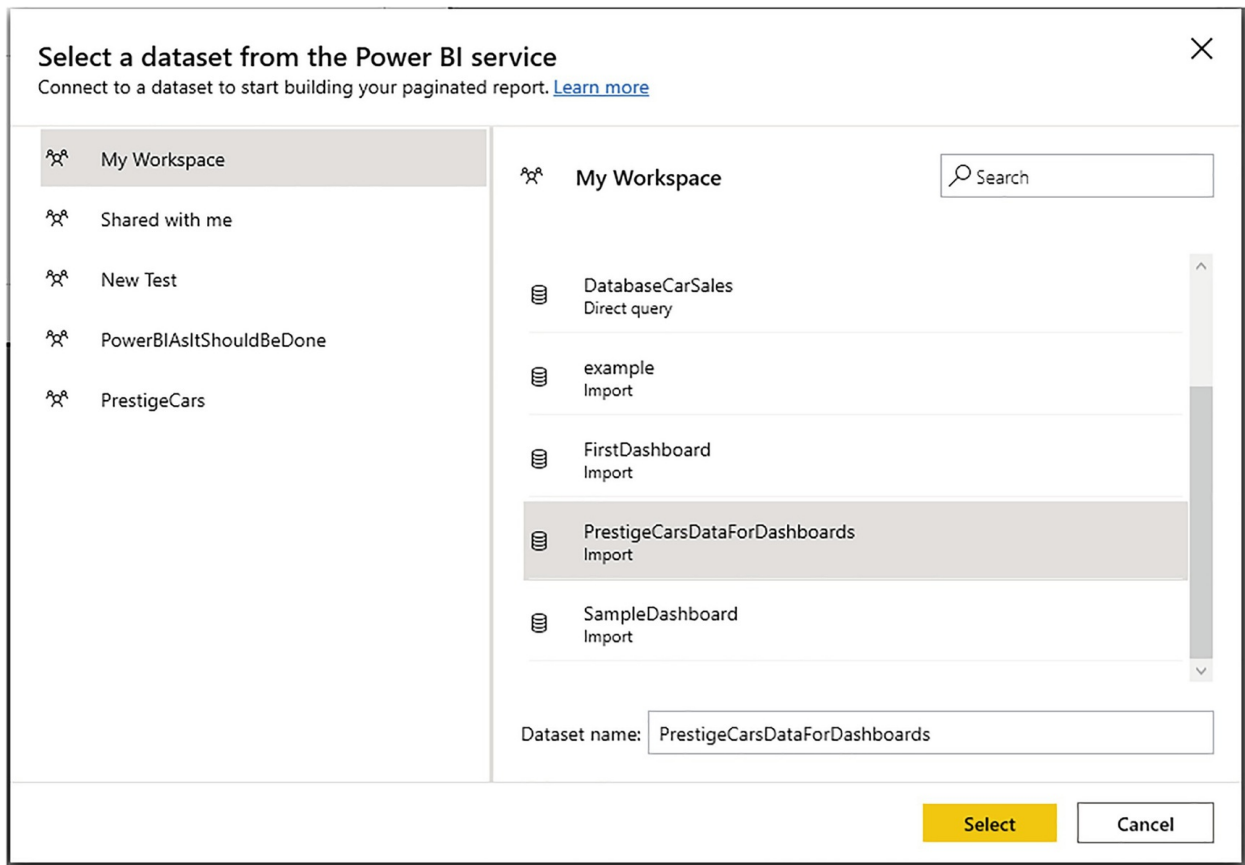 Select a dataset from the Power BI service
Connect to a dataset to start building your paginated report. Learn more
My Workspace
Shared with me
New Test
PowerBIAsItShouldBeDone
PrestigeCars
My Workspace
Search
DatabaseCarSales
Direct query
example
Import
FirstDashboard
Import
PrestigeCarsDataForDashboards
Import
SampleDashboard
Import
Dataset name: PrestigeCarsDataForDashboards
Select Cancel